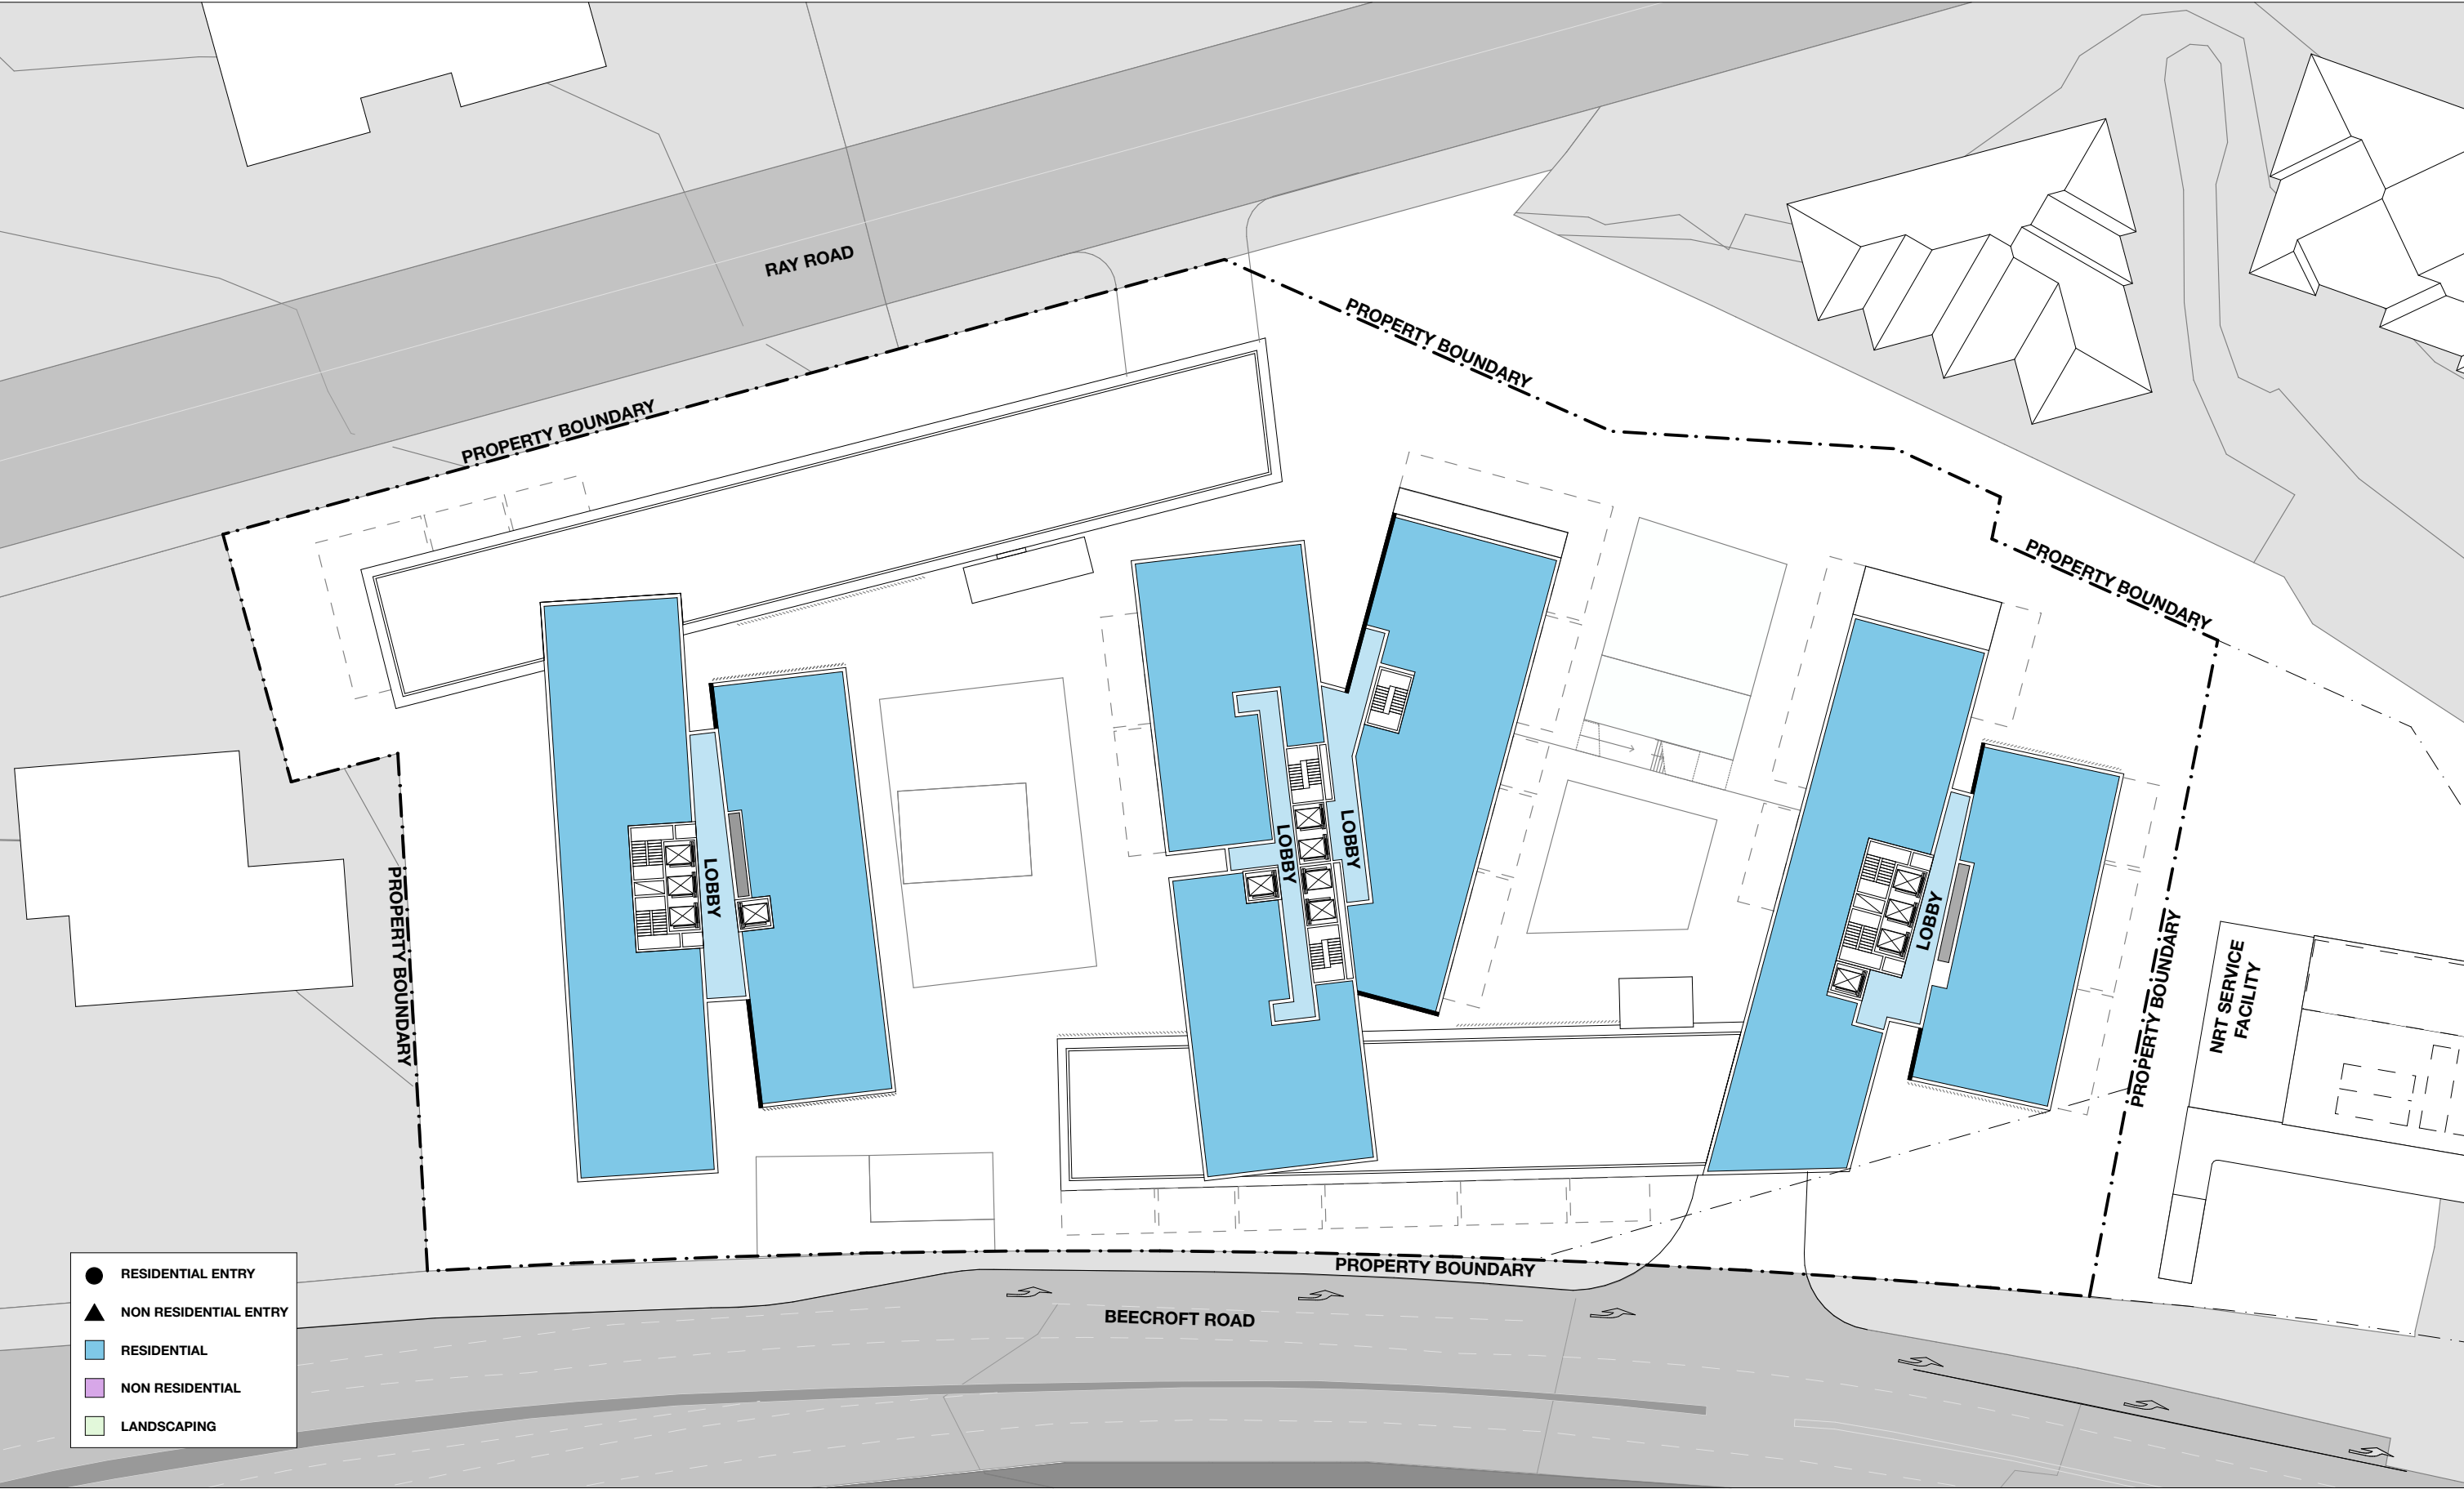 RAY ROAD
PROPERTY BOUNDARY
PROPERTY BOUNDARY
PROPERTY BOUNDARY
PROPERTY BOUNDARY
LOBBY
LOBBY
LOBBY
LOBBY
PROPERTY BOUNDARY
NRT SERVICE
FACILITY
PROPERTY BOUNDARY
BEECROFT ROAD
RESIDENTIAL ENTRY
NON RESIDENTIAL ENTRY
RESIDENTIAL
NON RESIDENTIAL
LANDSCAPING